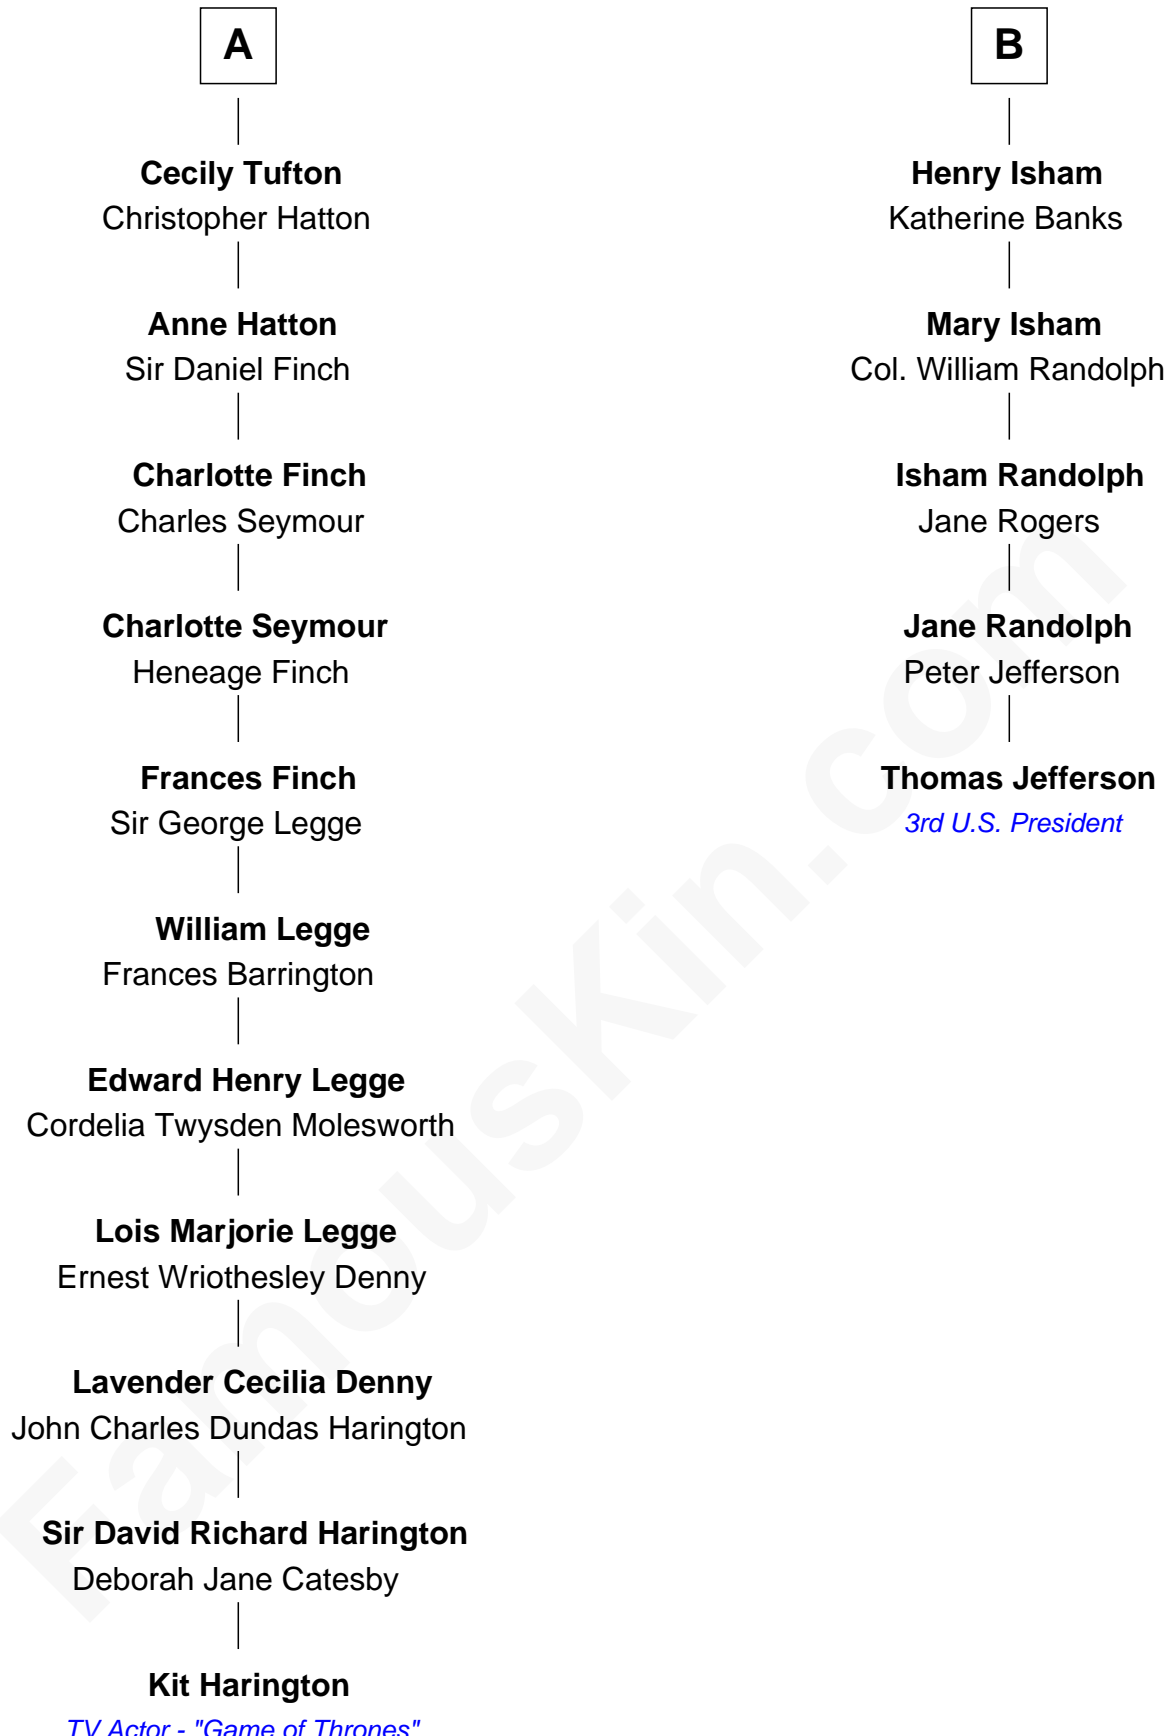 A
Cecily Tufton
Christopher Hatton
Anne Hatton
Sir Daniel Finch
Charlotte Finch
Charles Seymour
Charlotte Seymour
Heneage Finch
Frances Finch
Sir George Legge
William Legge
Frances Barrington
Edward Henry Legge
Cordelia Twysden Molesworth
Lois Marjorie Legge
Ernest Wriothesley Denny
Lavender Cecilia Denny
John Charles Dundas Harington
Sir David Richard Harington
Deborah Jane Catesby
Kit Harington
TV Actor - "Game of Thrones"
B
Henry Isham
Katherine Banks
Mary Isham
Col. William Randolph
Isham Randolph
Jane Rogers
Jane Randolph
Peter Jefferson
Thomas Jefferson
3rd U.S. President
FamousKin.com